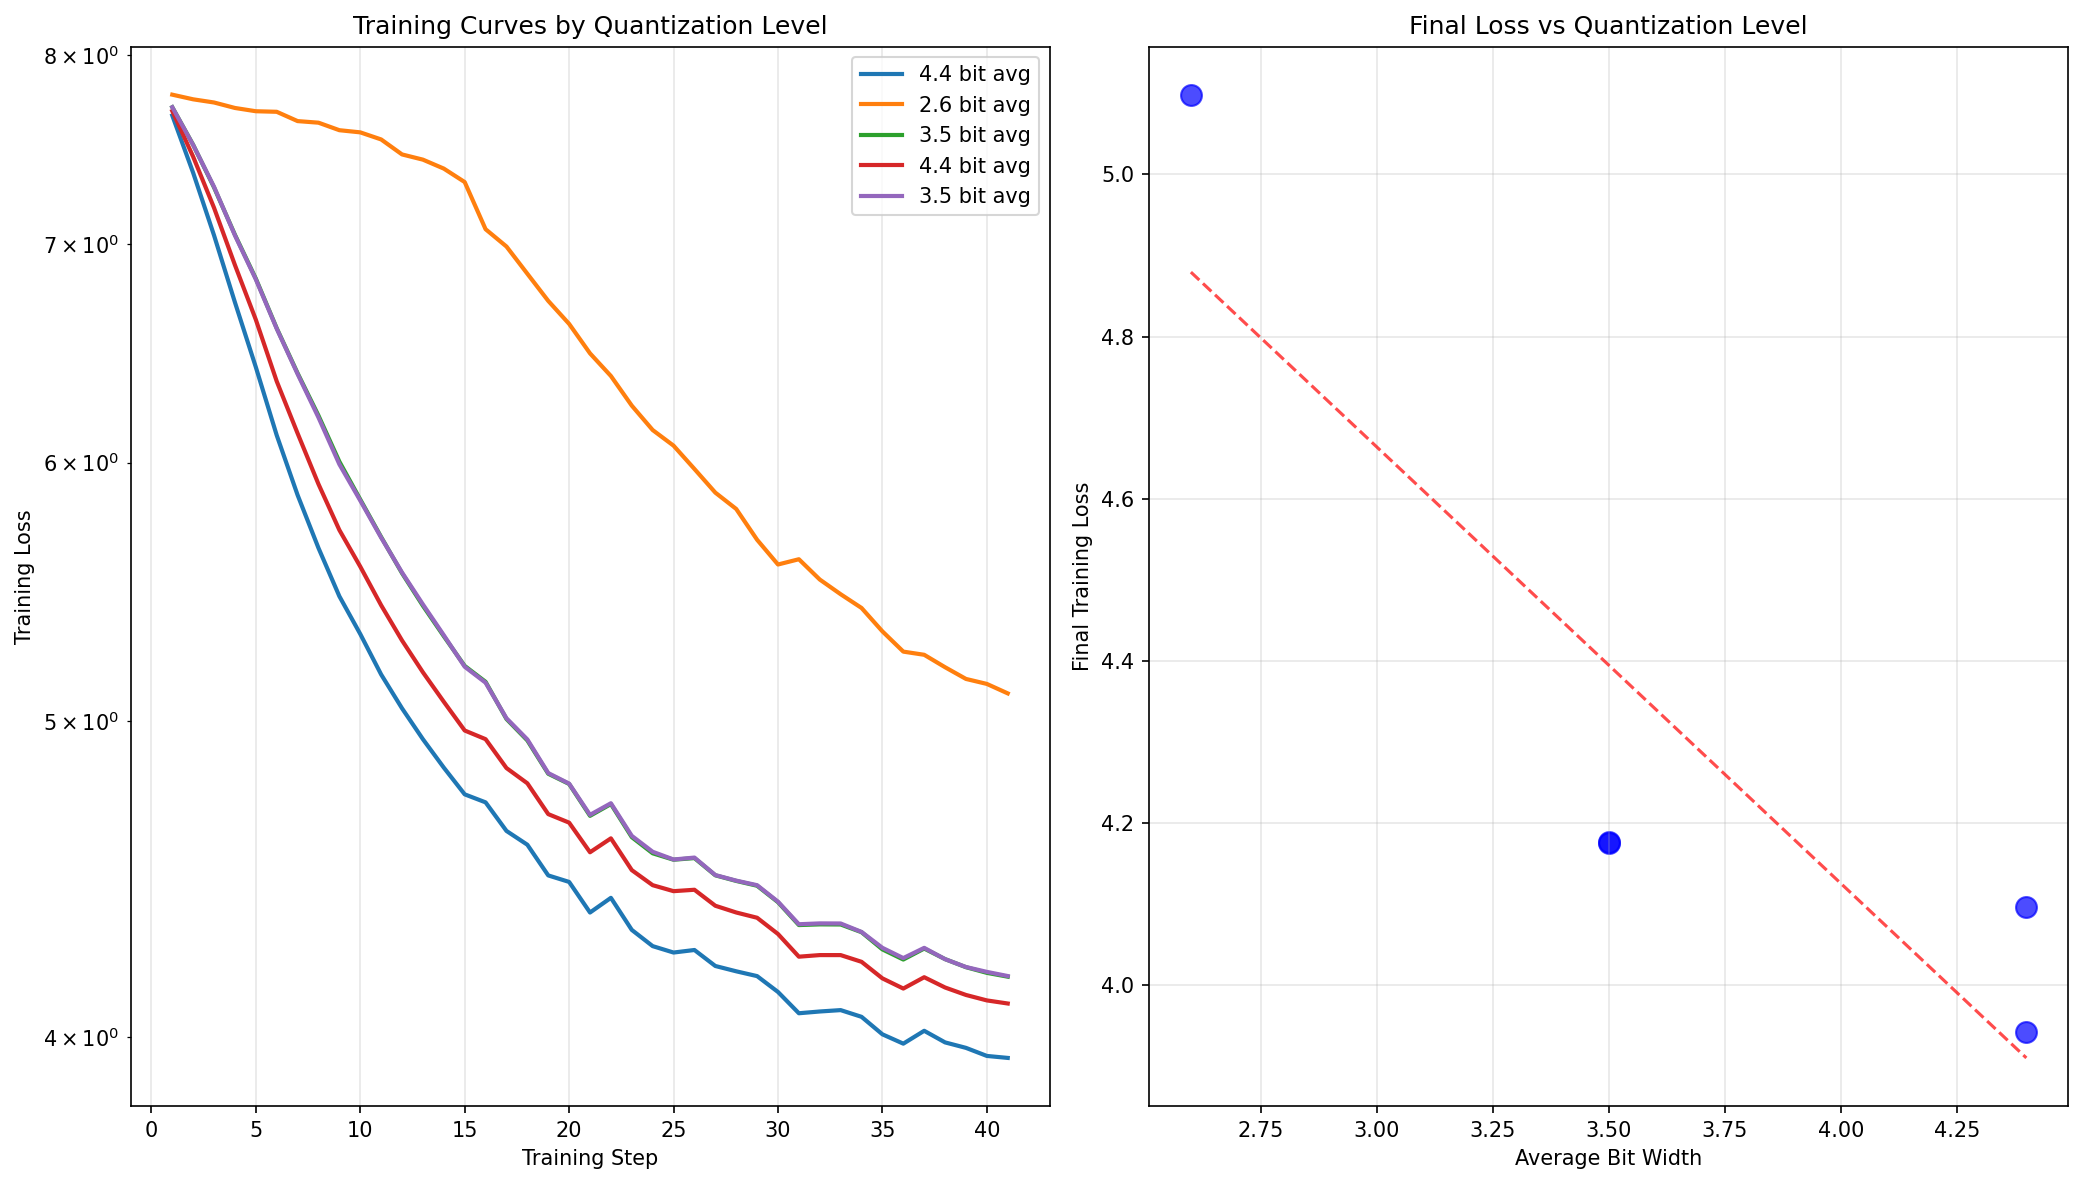 Training Curves by Quantization Level
8 × 10⁰
7 × 10⁰
6 × 10⁰
5 × 10⁰
4 × 10⁰
Training Loss
4.4 bit avg
2.6 bit avg
3.5 bit avg
4.4 bit avg
3.5 bit avg
0 5 10 15 20 25 30 35 40
Training Step
Final Loss vs Quantization Level
5.0
4.8
4.6
4.4
4.2
4.0
Final Training Loss
2.75 3.00 3.25 3.50 3.75 4.00 4.25
Average Bit Width